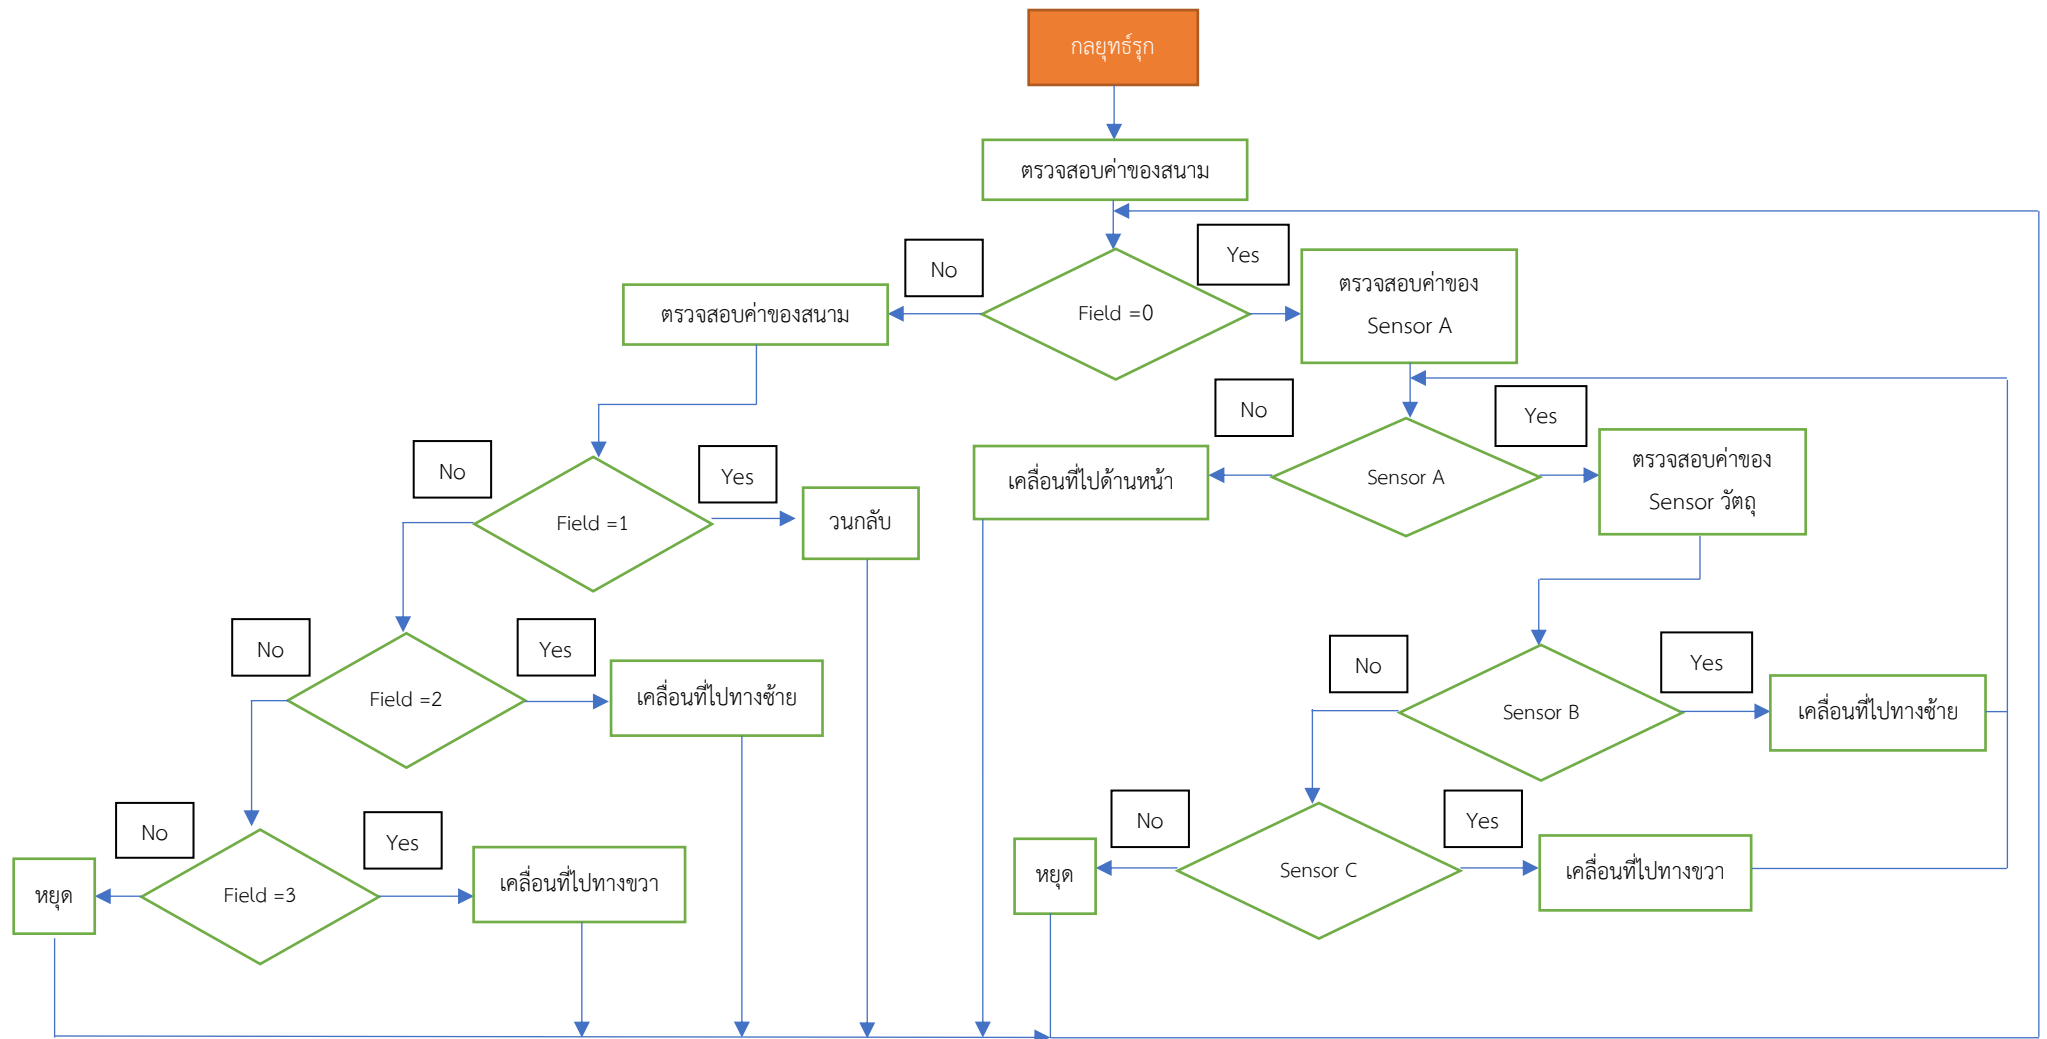 กลยุทธ์รุก
ตรวจสอบค่าของสนาม
No
Yes
ตรวจสอบค่าของสนาม
Field =0
ตรวจสอบค่าของ
Sensor A
No
Yes
No
Yes
Field =1
วนกลับ
เคลื่อนที่ไปด้านหน้า
Sensor A
ตรวจสอบค่าของ
Sensor วัตถุ
No
Yes
Field =2
เคลื่อนที่ไปทางซ้าย
No
Yes
Sensor B
เคลื่อนที่ไปทางซ้าย
No
Yes
หยุด
Field =3
เคลื่อนที่ไปทางขวา
No
Yes
หยุด
Sensor C
เคลื่อนที่ไปทางขวา